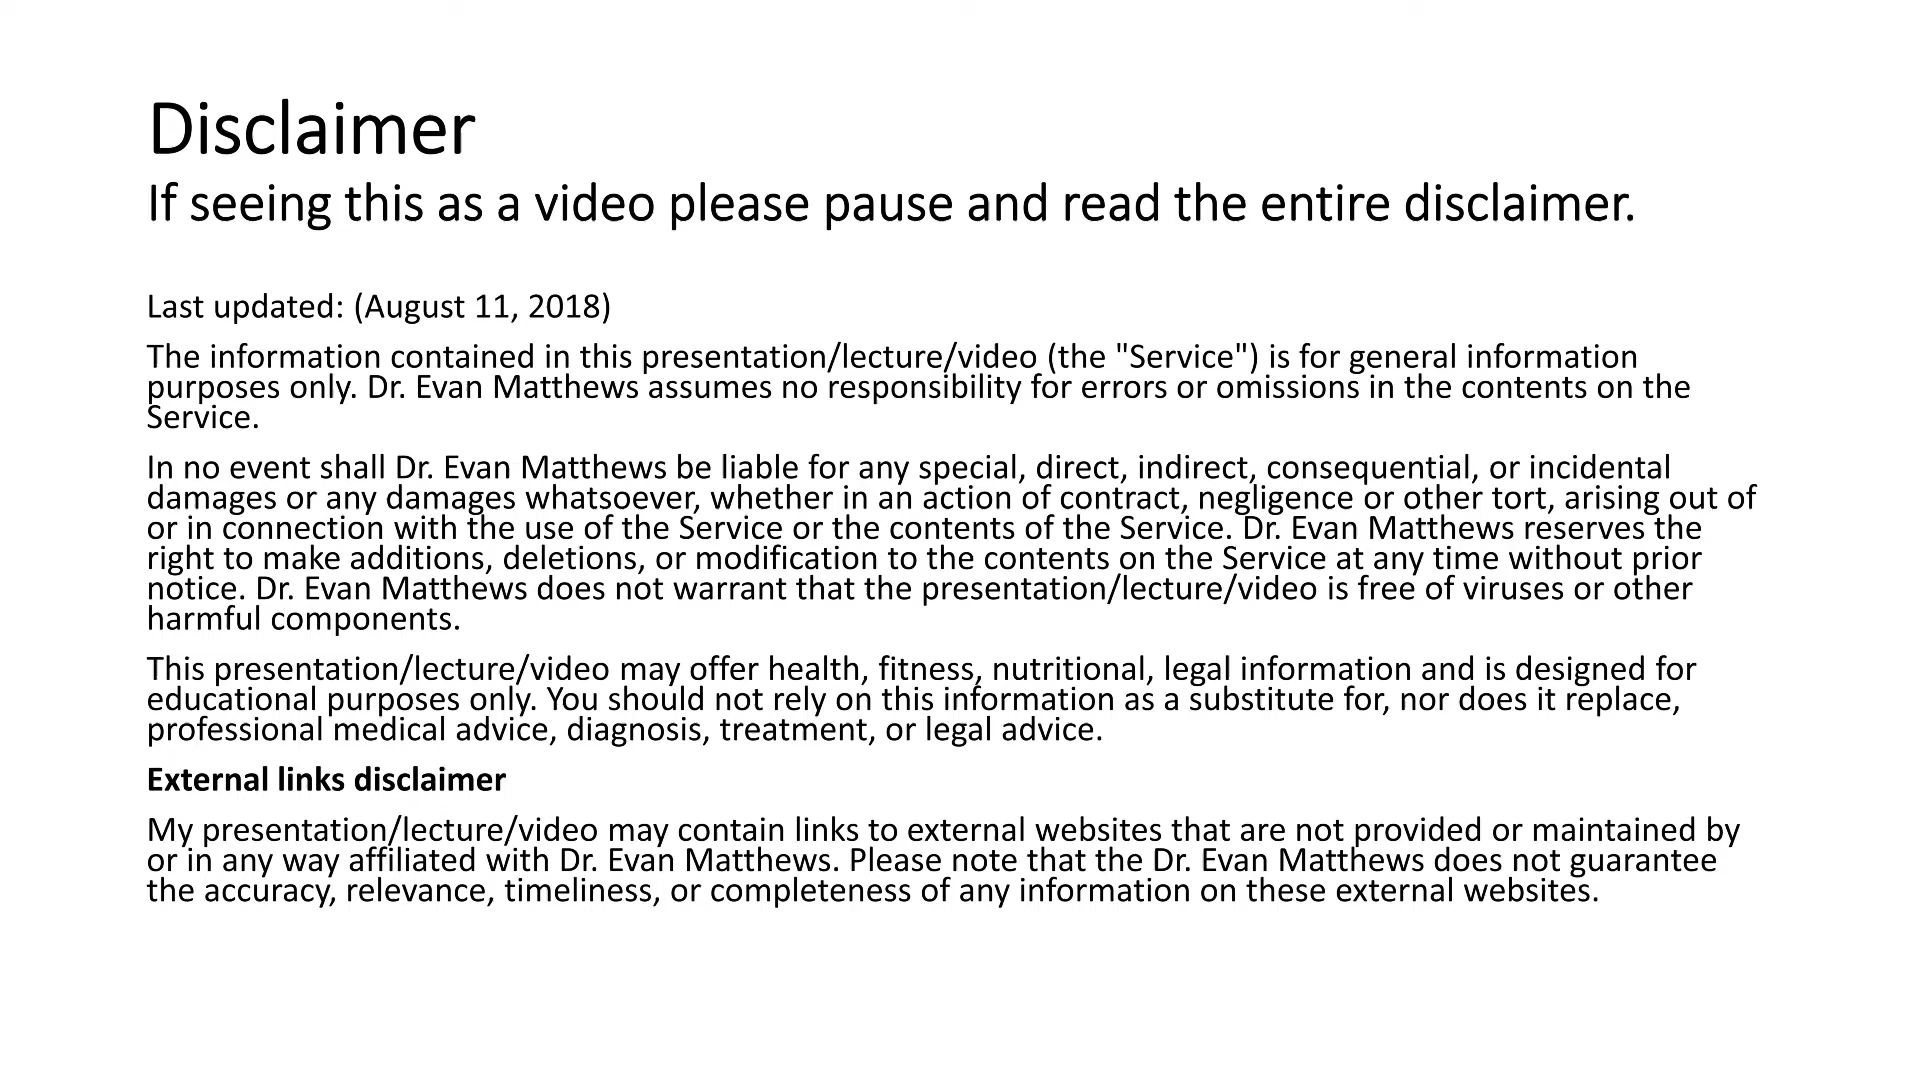 Disclaimer
If seeing this as a video please pause and read the entire disclaimer.
Last updated: (August 11, 2018)
The information contained in this presentation/lecture/video (the "Service") is for general information
purposes only. Dr. Evan Matthews assumes no responsibility for errors or omissions in the contents on the
Service.
In no event shall Dr. Evan Matthews be liable for any special, direct, indirect, consequential, or incidental
damages or any damages whatsoever, whether in an action of contract, negligence or other tort, arising out of
or in connection with the use of the Service or the contents of the Service. Dr. Evan Matthews reserves the
right to make additions, deletions, or modification to the contents on the Service at any time without prior
notice. Dr. Evan Matthews does not warrant that the presentation/lecture/video is free of viruses or other
harmful components.
This presentation/lecture/video may offer health, fitness, nutritional, legal information and is designed for
educational purposes only. You should not rely on this information as a substitute for, nor does it replace,
professional medical advice, diagnosis, treatment, or legal advice.
External links disclaimer
My presentation/lecture/video may contain links to external websites that are not provided or maintained by
or in any way affiliated with Dr. Evan Matthews. Please note that the Dr. Evan Matthews does not guarantee
the accuracy, relevance, timeliness, or completeness of any information on these external websites.